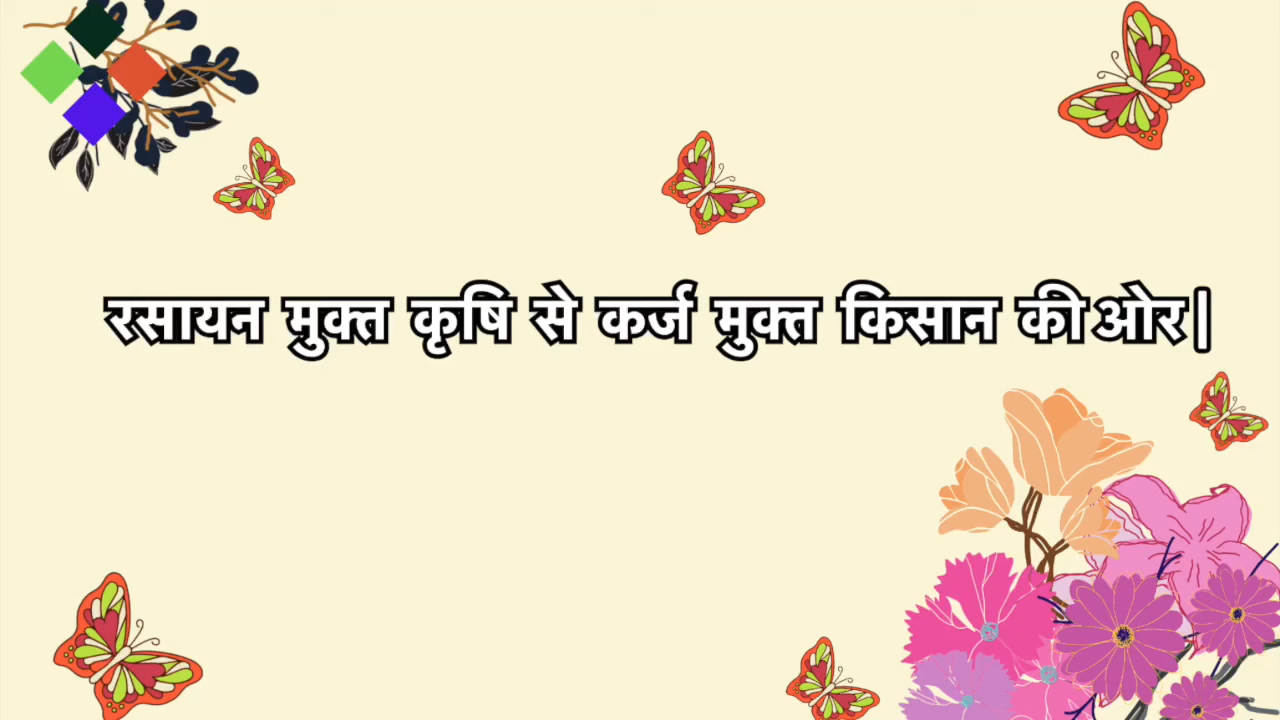 रसायन मुक्त कृषि से कर्ज मुक्त किसान की ओर|